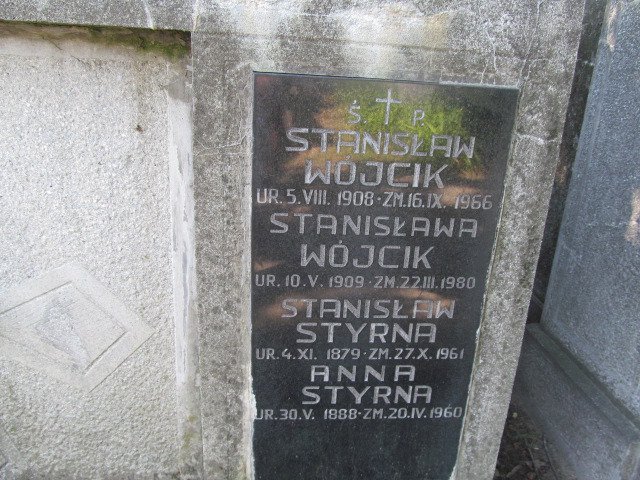 Ś. † P.
STANISŁAW
WÓJCIK
UR. 5. VIII. 1908 · ZM. 16. IX. 1966
STANISŁAWA
WÓJCIK
UR. 10. V. 1909 · ZM. 22.III. 1980
STANISŁAW
STYRNA
UR. 4. XI. 1879 · ZM. 27. X. 1961
ANNA
STYRNA
UR. 30. V. 1888 · ZM. 20. IV. 1960